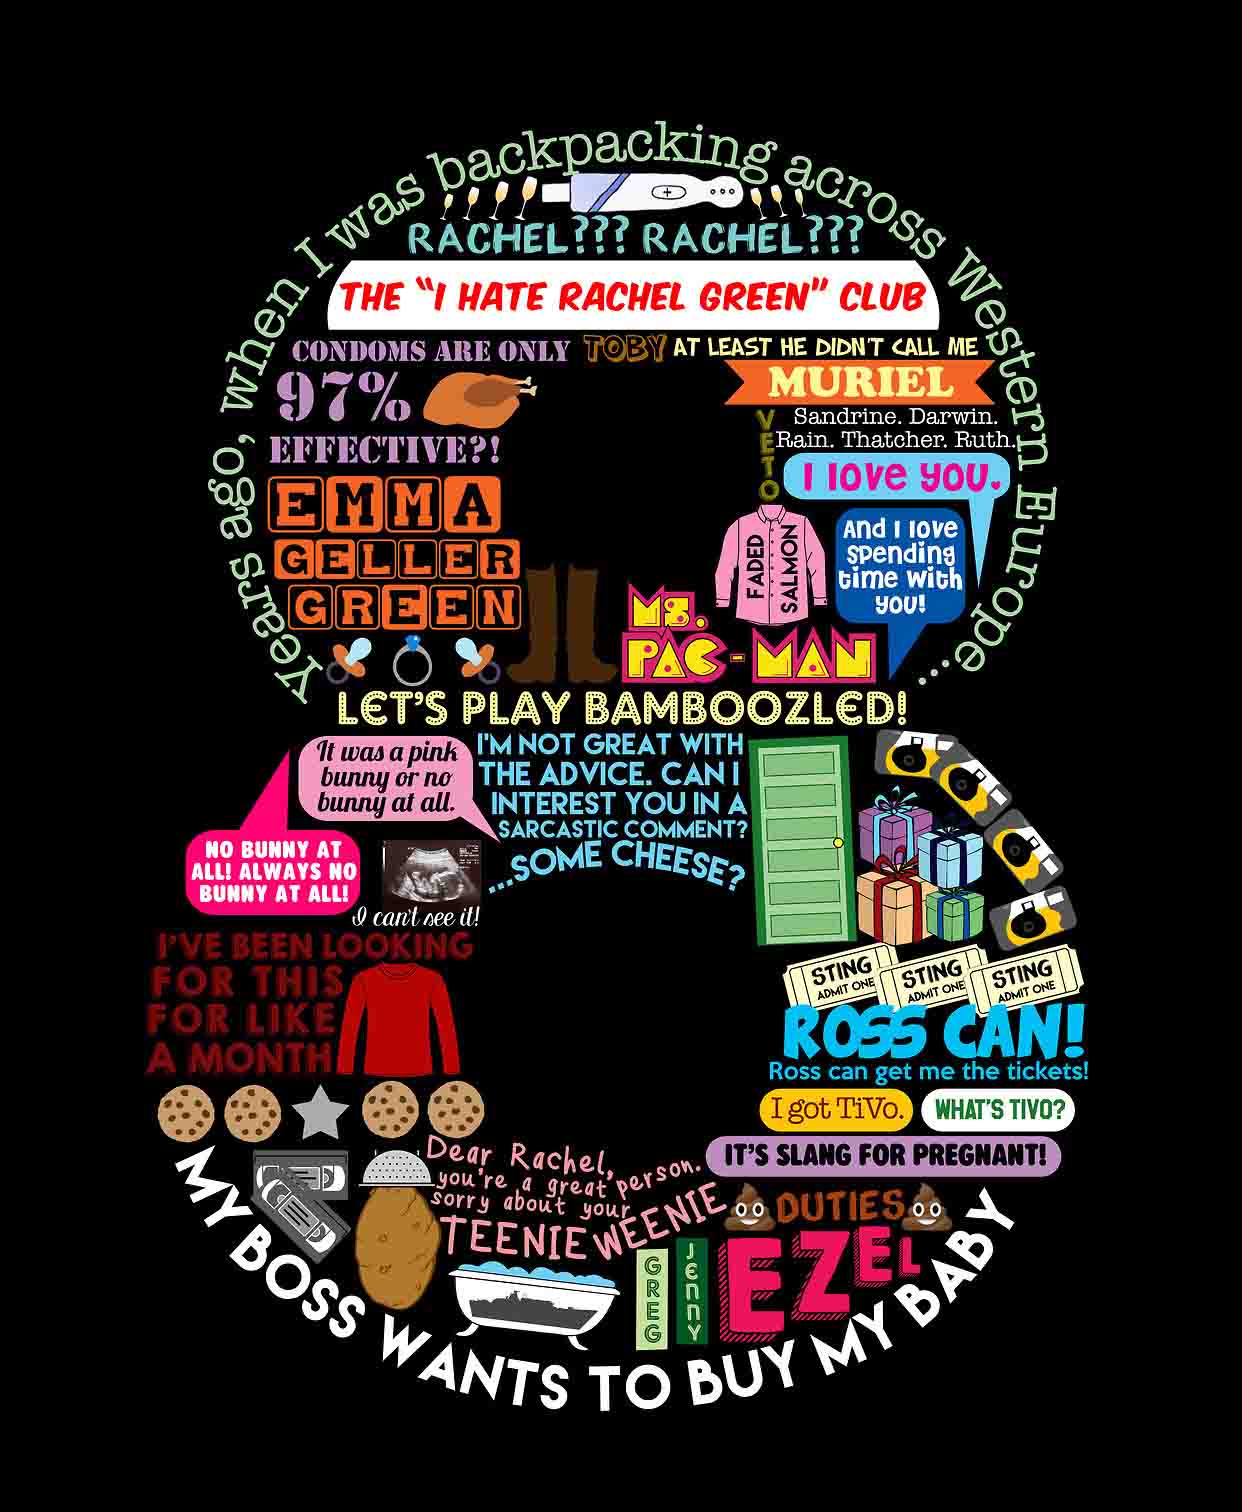 Years ago, when I was backpacking across Western Europe...
RACHEL??? RACHEL???
THE “I HATE RACHEL GREEN” CLUB
CONDOMS ARE ONLY
97%
EFFECTIVE?!
TOBY
AT LEAST HE DIDN'T CALL ME
MURIEL
VETO
Sandrine. Darwin.
Rain. Thatcher. Ruth.
I love you.
And I love
spending
time with
you!
FADED
SALMON
EMMA
GELLER
GREEN
MS.
PAC-MAN
LET'S PLAY BAMBOOZLED!
It was a pink
bunny or no
bunny at all.
NO BUNNY AT
ALL! ALWAYS NO
BUNNY AT ALL!
I'M NOT GREAT WITH
THE ADVICE. CAN I
INTEREST YOU IN A
SARCASTIC COMMENT?
...SOME CHEESE?
I can't see it!
I'VE BEEN LOOKING
FOR THIS
FOR LIKE
A MONTH
STING
ADMIT ONE
STING
ADMIT ONE
STING
ADMIT ONE
ROSS CAN!
Ross can get me the tickets!
I got TiVo.
WHAT'S TIVO?
IT'S SLANG FOR PREGNANT!
Dear Rachel,
you're a great person.
sorry about your
TEENIE WEENIE
DUTIES
GREG
JENNY
EZEL
MY BOSS WANTS TO BUY MY BABY